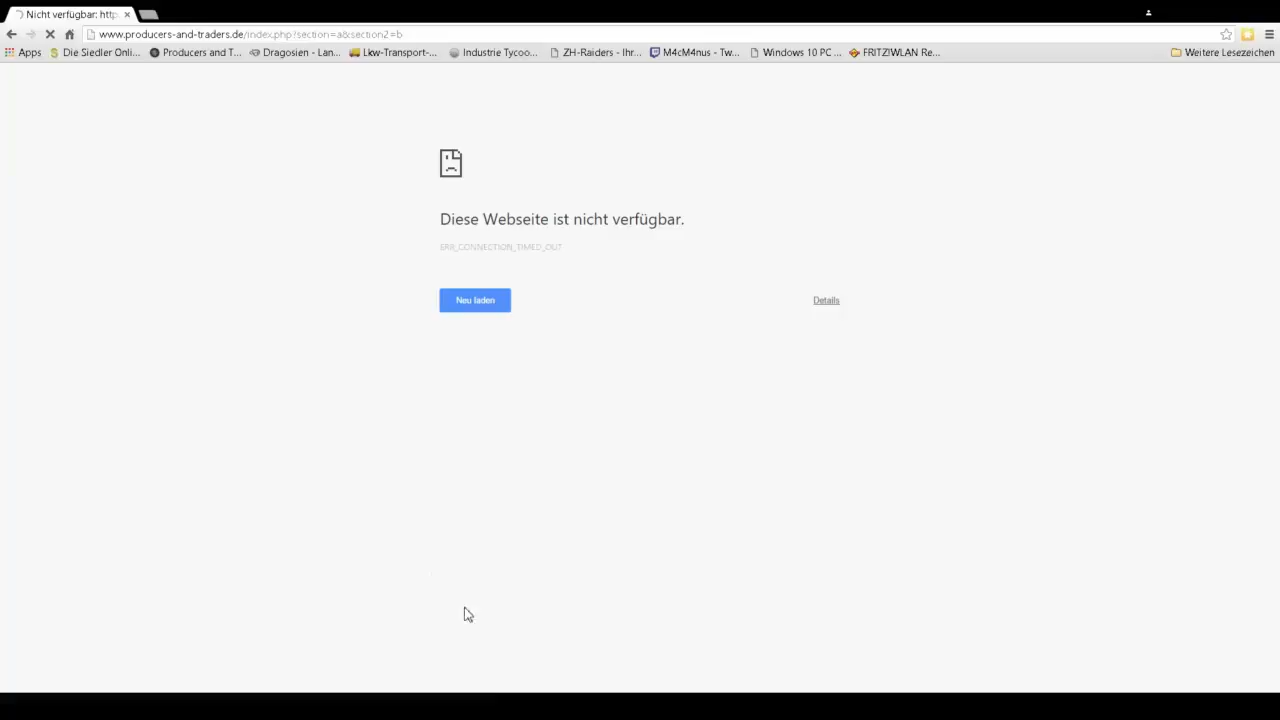 Nicht verfügbar: http
www.producers-and-traders.de/index.php?section=a&section2=b
Apps Die Siedler Onli... Producers and T... Dragosien - Lan... Lkw-Transport-... Industrie Tycoo... ZH-Raiders - Ihr... M4cM4nus - Tw... Windows 10 PC ... FRITZ!WLAN Re... Weitere Lesezeichen
Diese Webseite ist nicht verfügbar.
ERR_CONNECTION_TIMED_OUT
Neu laden Details